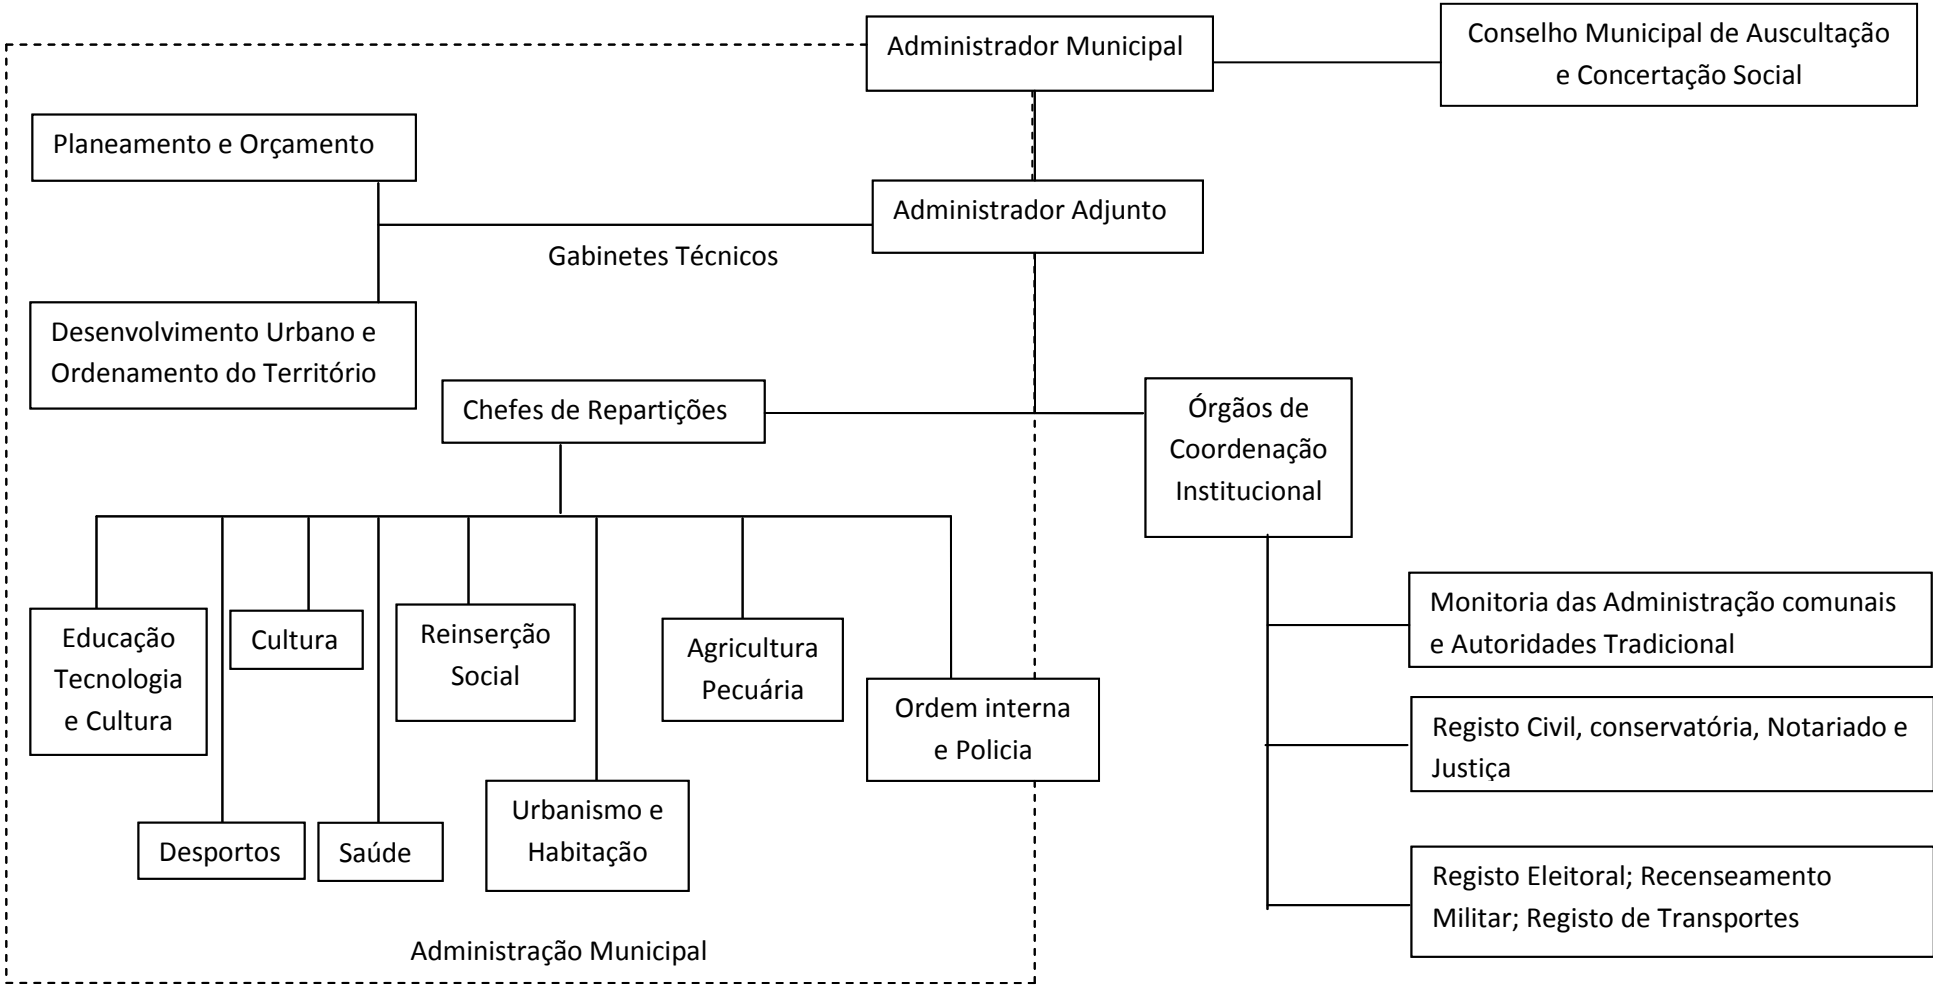 Administrador Municipal
Conselho Municipal de Auscultação
e Concertação Social
Planeamento e Orçamento
Administrador Adjunto
Gabinetes Técnicos
Desenvolvimento Urbano e
Ordenamento do Território
Chefes de Repartições
Órgãos de
Coordenação
Institucional
Educação
Tecnologia
e Cultura
Cultura
Reinserção
Social
Agricultura
Pecuária
Ordem interna
e Policia
Desportos
Saúde
Urbanismo e
Habitação
Monitoria das Administração comunais
e Autoridades Tradicional
Registo Civil, conservatória, Notariado e
Justiça
Registo Eleitoral; Recenseamento
Militar; Registo de Transportes
Administração Municipal